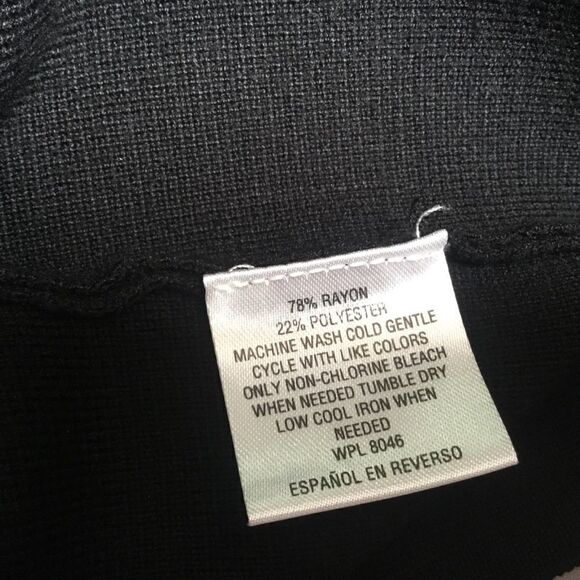 78% RAYON
22% POLYESTER
MACHINE WASH COLD GENTLE
CYCLE WITH LIKE COLORS
ONLY NON-CHLORINE BLEACH
WHEN NEEDED TUMBLE DRY
LOW COOL IRON WHEN
NEEDED
WPL 8046
ESPAÑOL EN REVERSO